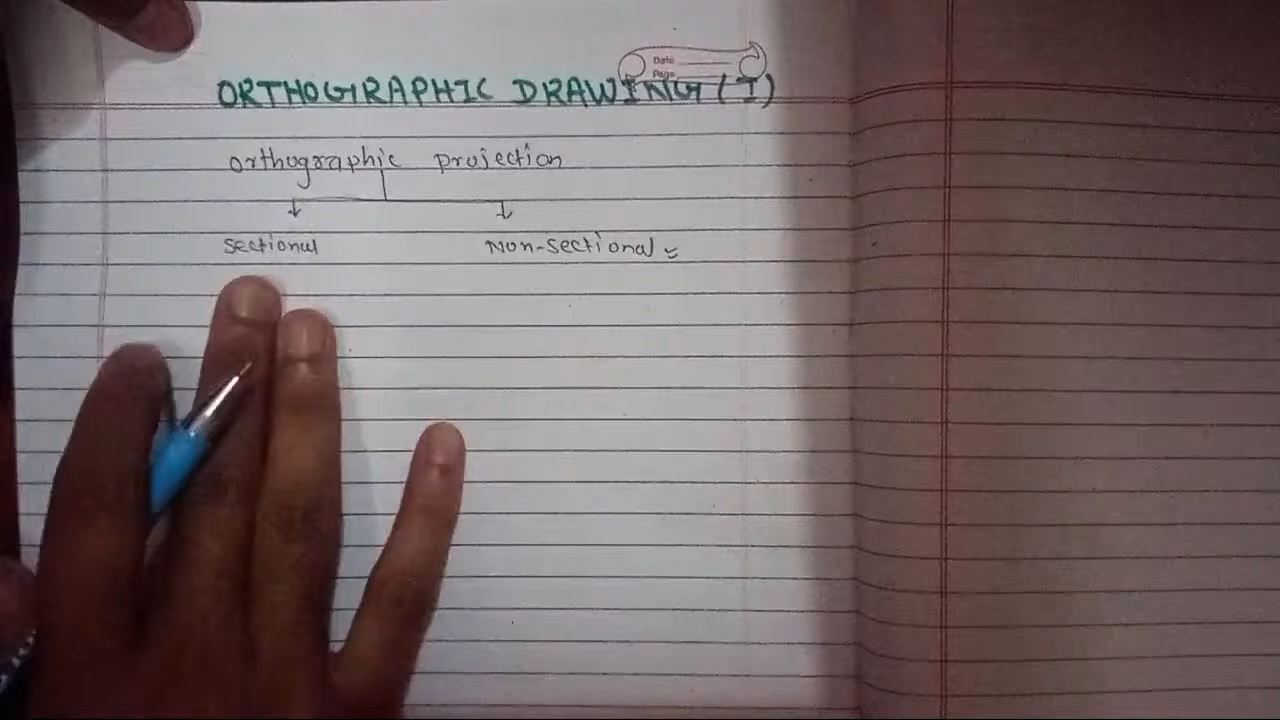 Date
Page
ORTHOGRAPHIC DRAWING (I)
Orthographic projection
Sectional Non-sectional